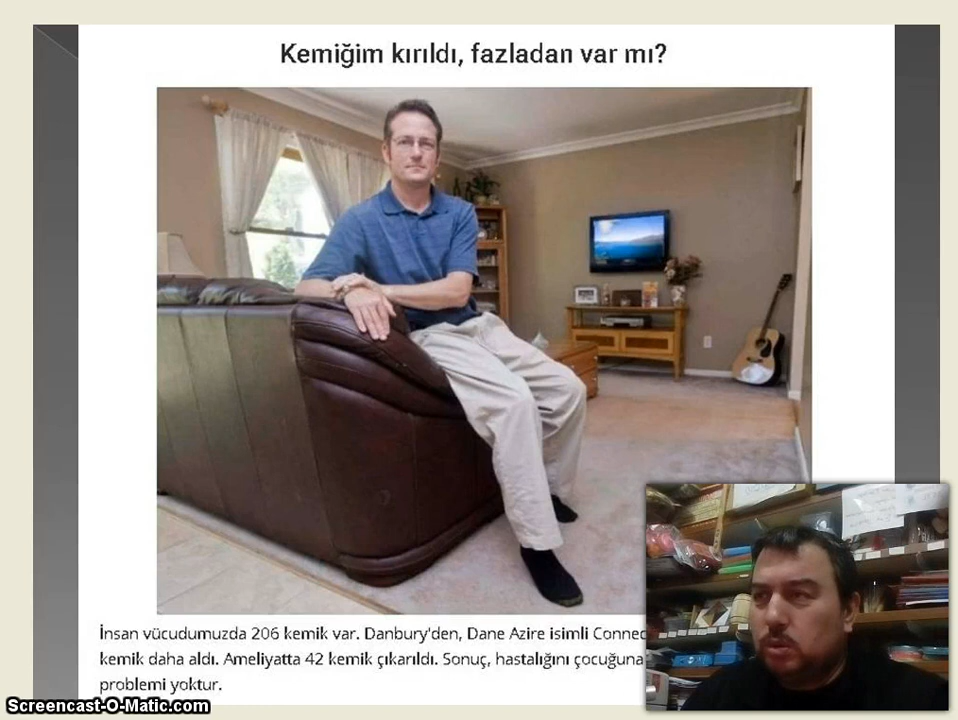 Kemiğim kırıldı, fazladan var mı?
İnsan vücudumuzda 206 kemik var. Danbury'den, Dane Azire isimli Connec
kemik daha aldı. Ameliyatta 42 kemik çıkarıldı. Sonuç, hastalığını çocuğuna
problemi yoktur.
Screencast-O-Matic.com